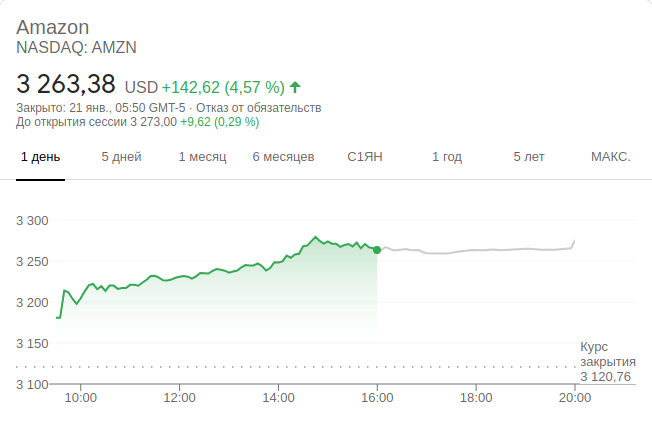 Amazon
NASDAQ: AMZN
3 263,38 USD +142,62 (4,57 %)
Закрыто: 21 янв., 05:50 GMT-5 · Отказ от обязательств
До открытия сессии 3 273,00 +9,62 (0,29 %)
1 день 5 дней 1 месяц 6 месяцев С1ЯН 1 год 5 лет МАКС.
3 300
3 250
3 200
3 150
3 100
Курс
закрытия
3 120,76
10:00 12:00 14:00 16:00 18:00 20:00